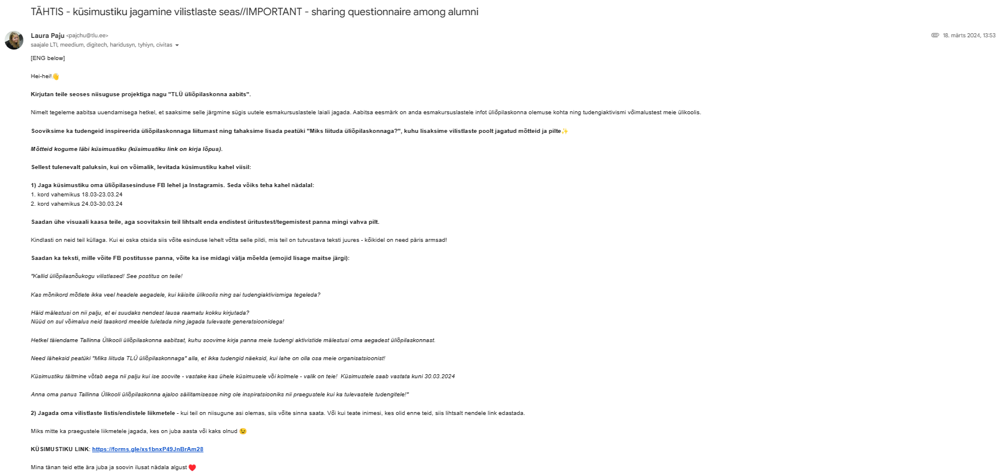 TÄHTIS - küsimustiku jagamine vilistlaste seas//IMPORTANT - sharing questionnaire among alumni
Laura Paju <pajchu@tlu.ee>
18. märts 2024, 13:53
saajale LTI, meedium, digitech, haridusyn, tyhiyn, civitas
[ENG below]
Hei-hei!👋
Kirjutan teile seoses niisuguse projektiga nagu "TLÜ üliõpilaskonna aabits".
Nimelt tegeleme aabitsa uuendamisega hetkel, et saaksime selle järgmine sügis uutele esmakursuslastele laiali jagada. Aabitsa eesmärk on anda esmakursuslastele infot üliõpilaskonna olemuse kohta ning tudengiaktivismi võimalustest meie ülikoolis.
Sooviksime ka tudengeid inspireerida üliõpilaskonnaga liitumast ning tahaksime lisada peatüki "Miks liituda üliõpilaskonnaga?", kuhu lisaksime vilistlaste poolt jagatud mõtteid ja pilte✨
Mõtteid kogume läbi küsimustiku (küsimustiku link on kirja lõpus).
Sellest tulenevalt paluksin, kui on võimalik, levitada küsimustiku kahel viisil:
1) Jaga küsimustiku oma üliõpilasesinduse FB lehel ja Instagramis. Seda võiks teha kahel nädalal:
1. kord vahemikus 18.03-23.03.24
2. kord vahemikus 24.03-30.03.24
Saadan ühe visuaali kaasa teile, aga soovitaksin teil lihtsalt enda endistest üritustest/tegemistest panna mingi vahva pilt.
Kindlasti on neid teil küllaga. Kui ei oska otsida siis võite esinduse lehelt võtta selle pildi, mis teil on tutvustava teksti juures - kõikidel on need päris armsad!
Saadan ka teksti, mille võite FB postitusse panna, võite ka ise midagi välja mõelda (emojid lisage maitse järgi):
"Kallid üliõpilasnõukogu vilistlased! See postitus on teile!
Kas mõnikord mõtlete ikka veel headele aegadele, kui käisite ülikoolis ning sai tudengiaktivismiga tegeleda?
Häid mälestusi on nii palju, et ei suudaks nendest lausa raamatu kokku kirjutada?
Nüüd on sul võimalus neid taaskord meelde tuletada ning jagada tulevaste generatsioonidega!
Hetkel täiendame Tallinna Ülikooli üliõpilaskonna aabitsat, kuhu soovime kirja panna meie tudengi aktivistide mälestusi oma aegadest üliõpilaskonnast.
Need läheksid peatüki "Miks liituda TLÜ üliõpilaskonnaga" alla, et ikka tudengid näeksid, kui lahe on olla osa meie organisatsioonist!
Küsimustiku täitmine võtab aega nii palju kui ise soovite - vastake kas ühele küsimusele või kolmele - valik on teie!  Küsimustele saab vastata kuni 30.03.2024
Anna oma panus Tallinna Ülikooli üliõpilaskonna ajaloo säilitamisesse ning ole inspiratsiooniks nii praegustele kui ka tulevastele tudengitele!"
2) Jagada oma vilistlaste listis/endistele liikmetele - kui teil on niisugune asi olemas, siis võite sinna saata. Või kui teate inimesi, kes olid enne teid, siis lihtsalt nendele link edastada.
Miks mitte ka praegustele liikmetele jagada, kes on juba aasta või kaks olnud 😉
KÜSIMUSTIKU LINK: https://forms.gle/xs1bnxP49JnBrAm28
Mina tänan teid ette ära juba ja soovin ilusat nädala algust ❤️